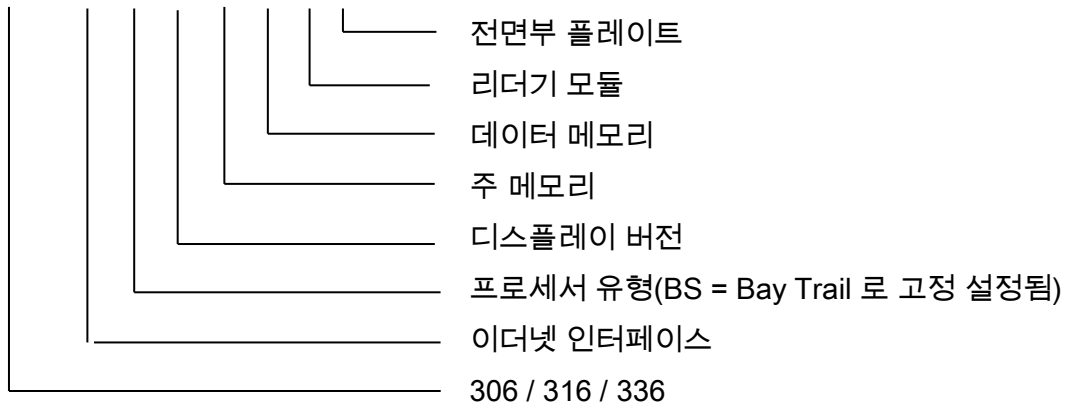 전면부 플레이트
리더기 모듈
데이터 메모리
주 메모리
디스플레이 버전
프로세서 유형(BS = Bay Trail 로 고정 설정됨)
이더넷 인터페이스
306 / 316 / 336